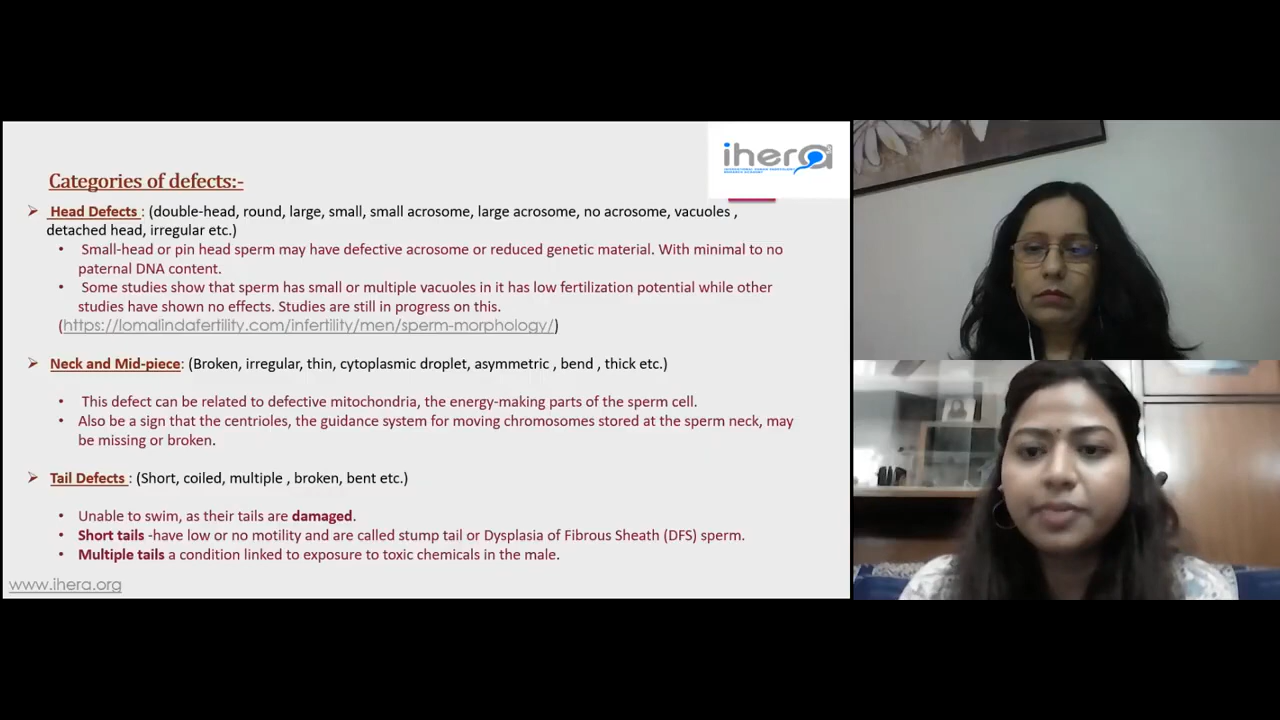 ihera
Categories of defects:-
➢ Head Defects : (double-head, round, large, small, small acrosome, large acrosome, no acrosome, vacuoles ,
detached head, irregular etc.)
• Small-head or pin head sperm may have defective acrosome or reduced genetic material. With minimal to no
paternal DNA content.
• Some studies show that sperm has small or multiple vacuoles in it has low fertilization potential while other
studies have shown no effects. Studies are still in progress on this.
(https://lomalindafertility.com/infertility/men/sperm-morphology/)
➢ Neck and Mid-piece: (Broken, irregular, thin, cytoplasmic droplet, asymmetric , bend , thick etc.)
• This defect can be related to defective mitochondria, the energy-making parts of the sperm cell.
• Also be a sign that the centrioles, the guidance system for moving chromosomes stored at the sperm neck, may
be missing or broken.
➢ Tail Defects : (Short, coiled, multiple , broken, bent etc.)
• Unable to swim, as their tails are damaged.
• Short tails -have low or no motility and are called stump tail or Dysplasia of Fibrous Sheath (DFS) sperm.
• Multiple tails a condition linked to exposure to toxic chemicals in the male.
www.ihera.org